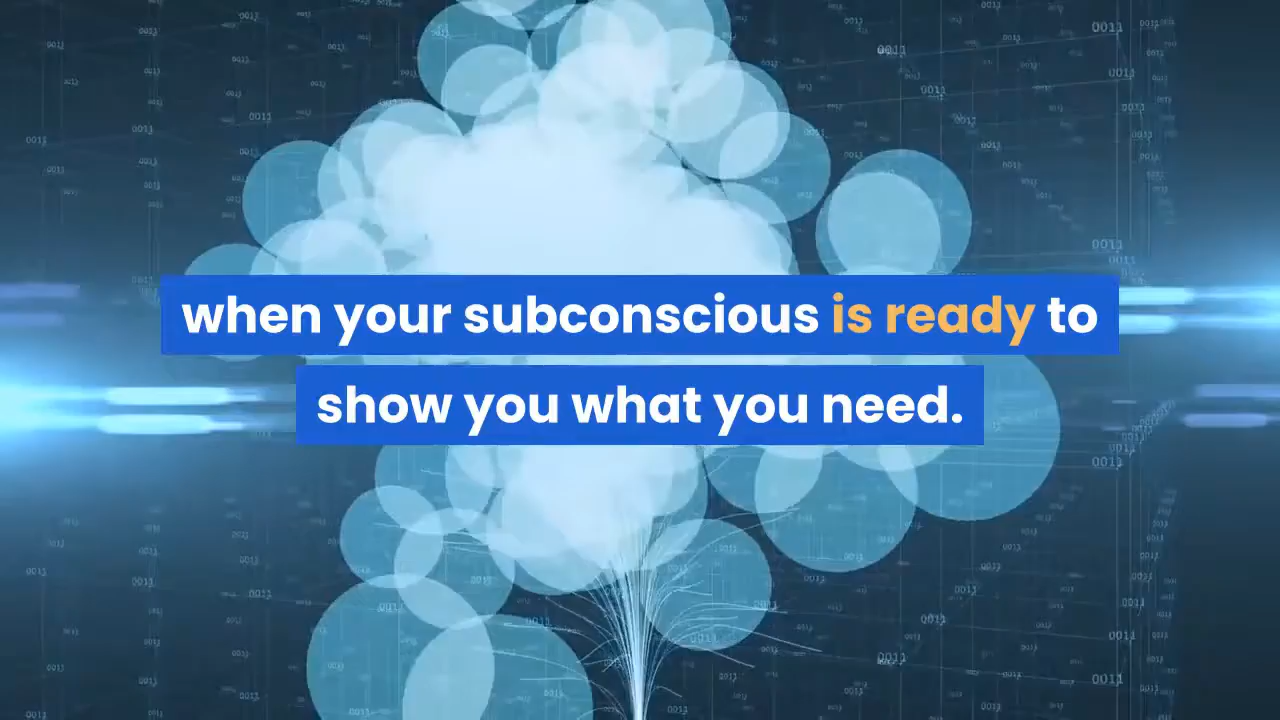 when your subconscious is ready to
show you what you need.